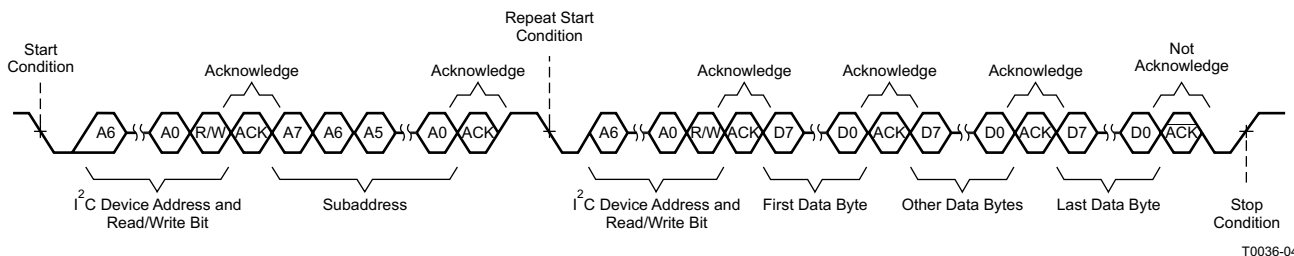 Repeat Start
Condition
Start
Condition
Not
Acknowledge
Acknowledge
Acknowledge
Acknowledge
Acknowledge
Acknowledge
A6 A0 R/W ACK A7 A6 A5 A0 ACK A6 A0 R/W ACK D7 D0 ACK D7 D0 ACK D7 D0 ACK
I2C Device Address and
Read/Write Bit
Subaddress
I2C Device Address and
Read/Write Bit
First Data Byte
Other Data Bytes
Last Data Byte
Stop
Condition
T0036-04